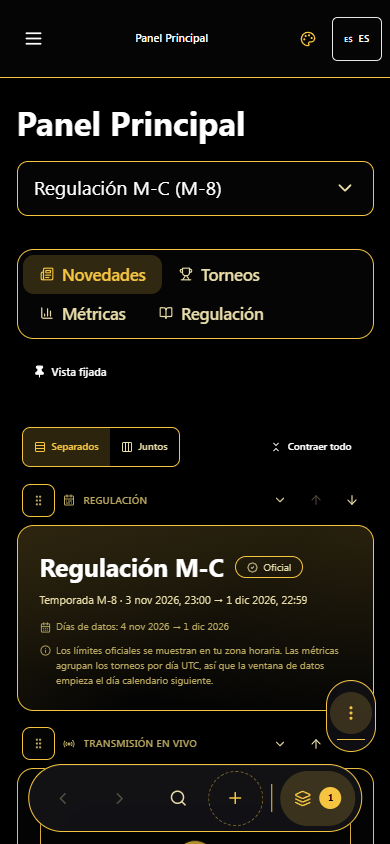 Panel Principal
ES ES
Panel Principal
Regulación M-C (M-8)
Novedades
Torneos
Métricas
Regulación
Vista fijada
Separados
Juntos
Contraer todo
REGULACIÓN
Regulación M-C
Oficial
Temporada M-8 · 3 nov 2026, 23:00 → 1 dic 2026, 22:59
Días de datos: 4 nov 2026 → 1 dic 2026
Los límites oficiales se muestran en tu zona horaria. Las métricas
agrupan los torneos por día UTC, así que la ventana de datos
empieza el día calendario siguiente.
TRANSMISIÓN EN VIVO
1